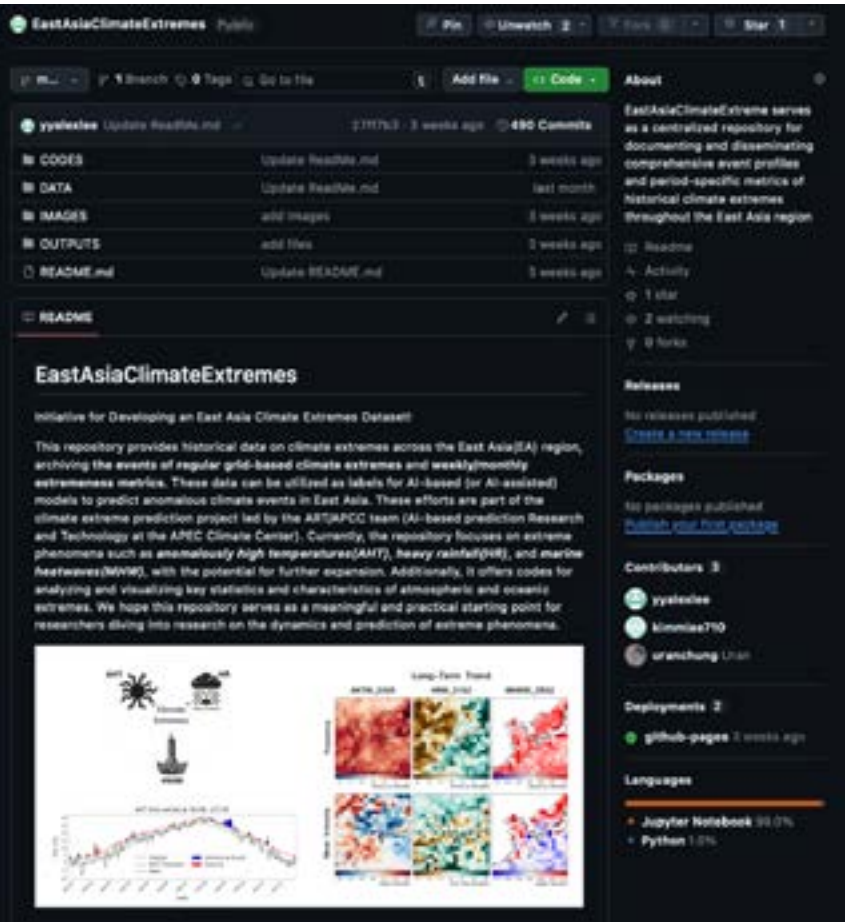 EastAsiaClimateExtremes Public
Pin Unwatch 2 Fork Star 1
1 Branch 0 Tags Go to file Add file Code
yyalexlee Update ReadMe.md 3 weeks ago 490 Commits
CODES Update ReadMe.md 3 weeks ago
DATA Update ReadMe.md last month
IMAGES add images 3 weeks ago
OUTPUTS add files 3 weeks ago
README.md Update README.md 3 weeks ago
README
EastAsiaClimateExtremes
Initiative for Developing an East Asia Climate Extremes Dataset!
This repository provides historical data on climate extremes across the East Asia(EA) region,
archiving the events of regular grid-based climate extremes and weekly/monthly
extremeness metrics. These data can be utilized as labels for AI-based (or AI-assisted)
models to predict anomalous climate events in East Asia. These efforts are part of the
climate extreme prediction project led by the ART/APCC team (AI-based prediction Research
and Technology at the APEC Climate Center). Currently, the repository focuses on extreme
phenomena such as anomalously high temperatures(AHT), heavy rainfall(HR), and marine
heatwaves(MHW), with the potential for further expansion. Additionally, it offers codes for
analyzing and visualizing key statistics and characteristics of atmospheric and oceanic
extremes. We hope this repository serves as a meaningful and practical starting point for
researchers diving into research on the dynamics and prediction of extreme phenomena.
AHT
HR
Climate
Extremes
MHW
Long-Term Trend
About
EastAsiaClimateExtreme serves
as a centralized repository for
documenting and disseminating
comprehensive event profiles
and period-specific metrics of
historical climate extremes
throughout the East Asia region
Readme
Activity
1 star
2 watching
0 forks
Releases
No releases published
Create a new release
Packages
No packages published
Publish your first package
Contributors 3
yyalexlee
kimmiae710
uranchung Uran
Deployments 2
github-pages 3 weeks ago
Languages
Jupyter Notebook 99.0%
Python 1.0%